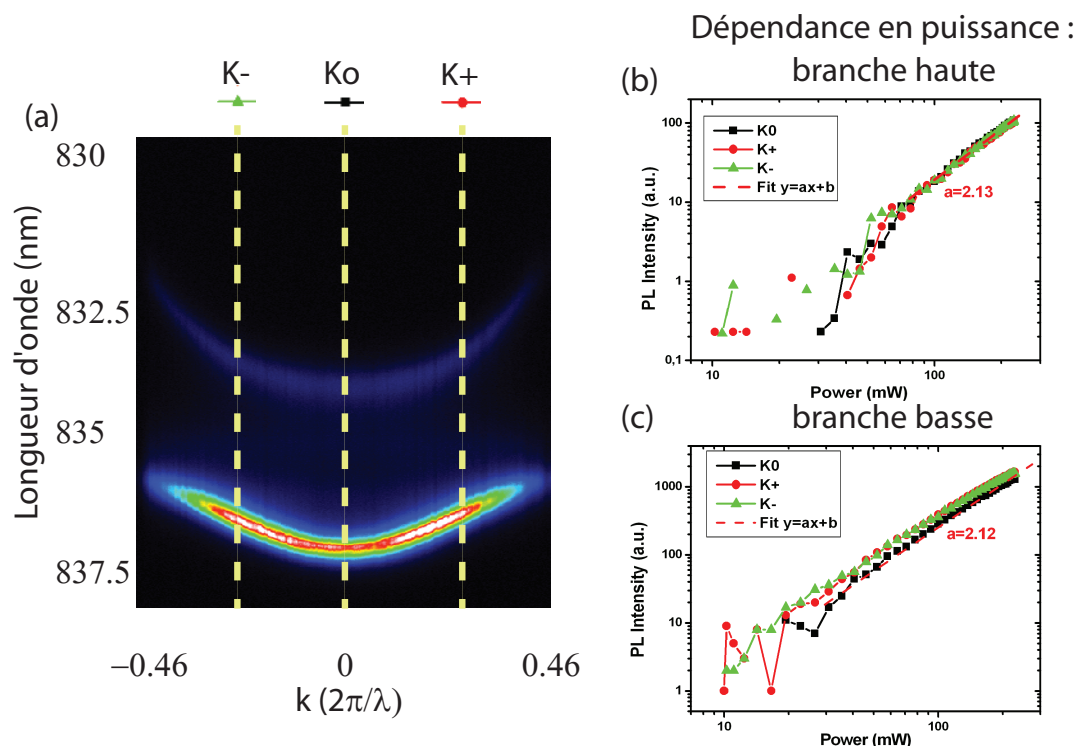 Dépendance en puissance :
branche haute
K-
Ko
K+
(a)
830
832.5
835
837.5
Longueur d'onde (nm)
−0.46
0
0.46
k (2π/λ)
(b)
100
10
1
0,1
PL Intensity (a.u.)
K0
K+
K-
Fit y=ax+b
a=2.13
10
100
Power (mW)
(c)
branche basse
1000
100
10
1
PL Intensity (a.u.)
K0
K+
K-
Fit y=ax+b
a=2.12
10
100
Power (mW)